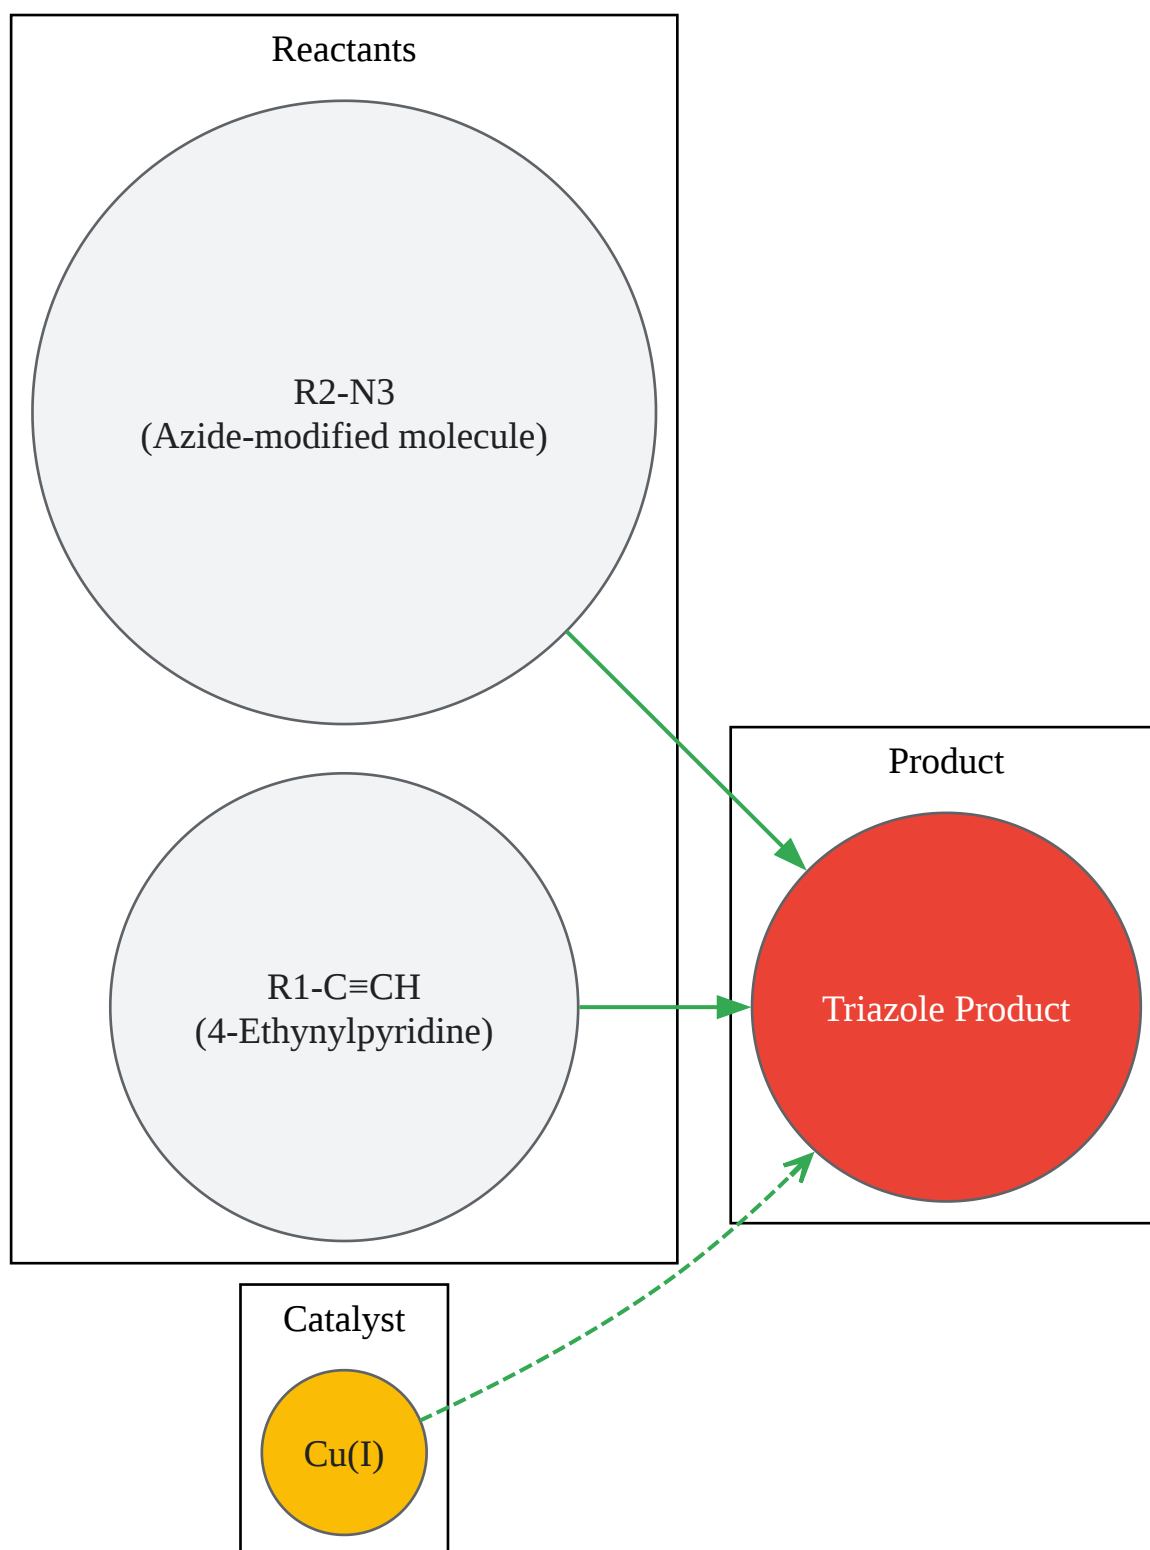 Reactants
R2-N3
(Azide-modified molecule)
Product
R1-C≡CH
(4-Ethynylpyridine)
Triazole Product
Catalyst
Cu(I)